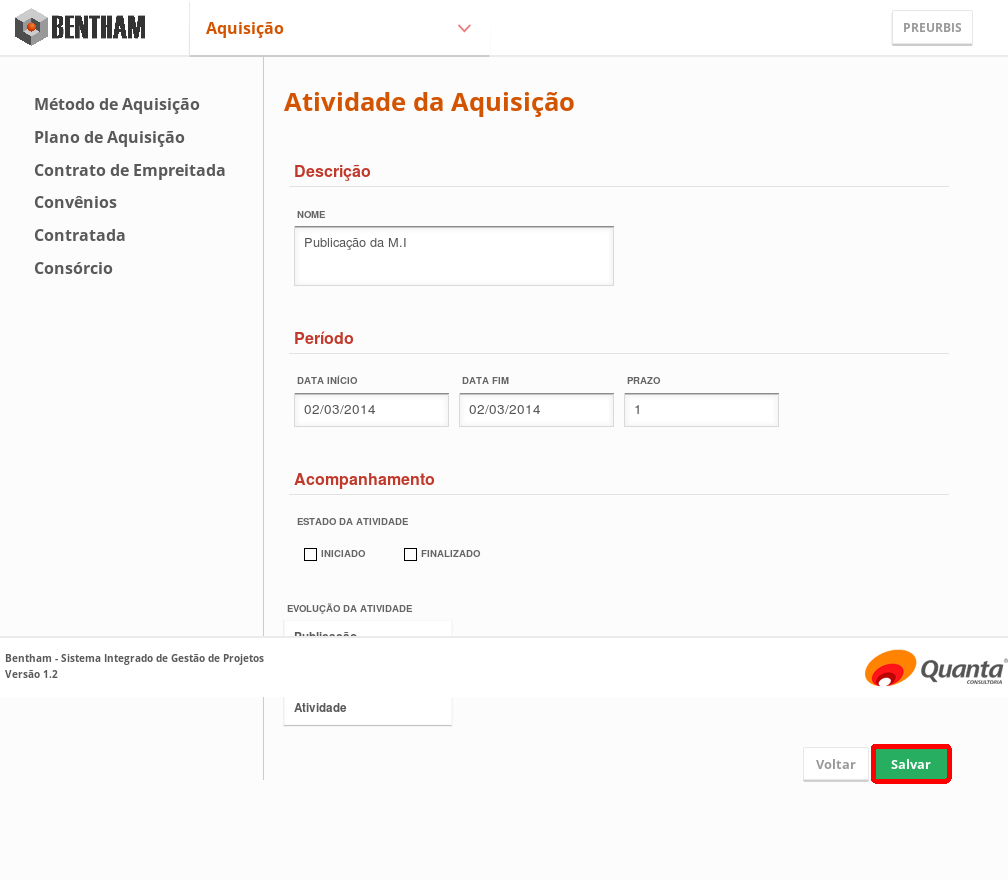 BENTHAM
Aquisição
PREURBIS
Método de Aquisição
Plano de Aquisição
Contrato de Empreitada
Convênios
Contratada
Consórcio
Atividade da Aquisição
Descrição
NOME
Publicação da M.I
Período
DATA INÍCIO DATA FIM PRAZO
02/03/2014 02/03/2014 1
Acompanhamento
ESTADO DA ATIVIDADE
INICIADO FINALIZADO
EVOLUÇÃO DA ATIVIDADE
Publicação
Bentham - Sistema Integrado de Gestão de Projetos
Versão 1.2
Quanta®
CONSULTORIA
Atividade
Voltar Salvar